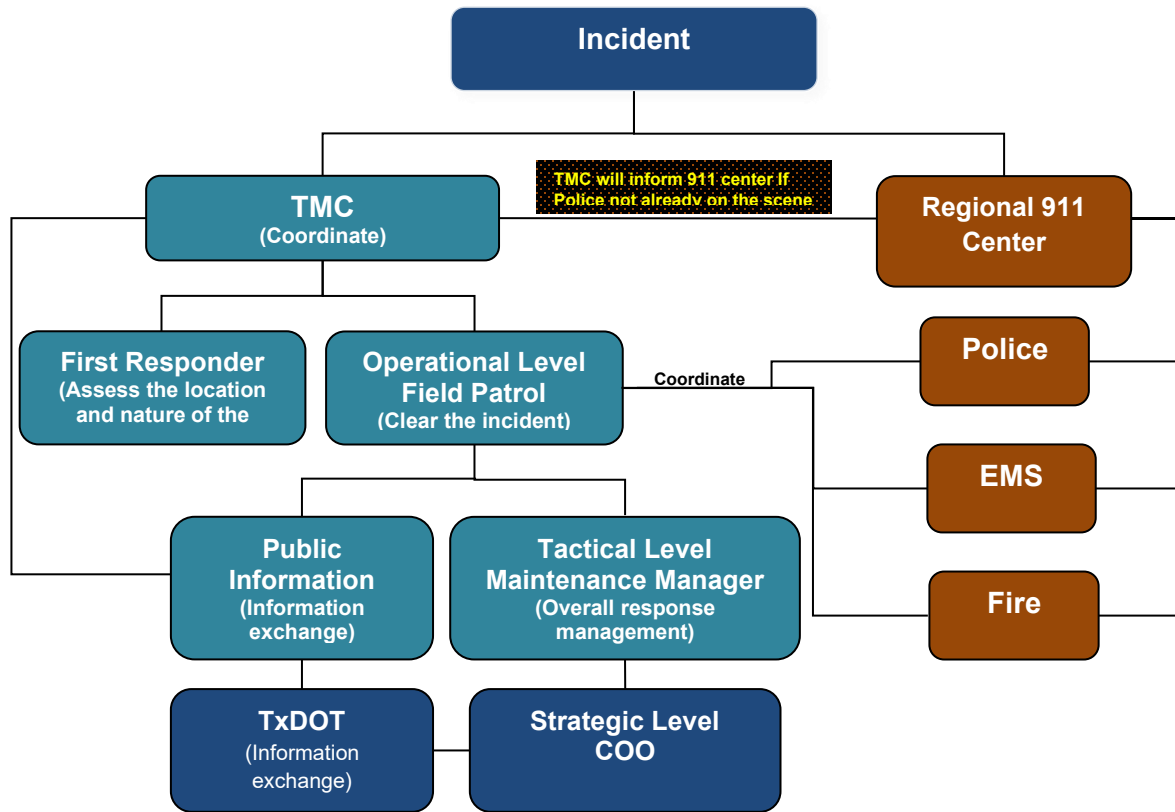 Incident
TMC will inform 911 center If
Police not already on the scene
TMC
(Coordinate)
Regional 911
Center
First Responder
(Assess the location
and nature of the
Operational Level
Field Patrol
(Clear the incident)
Coordinate
Police
EMS
Public
Information
(Information
exchange)
Tactical Level
Maintenance Manager
(Overall response
management)
Fire
TxDOT
(Information
exchange)
Strategic Level
COO